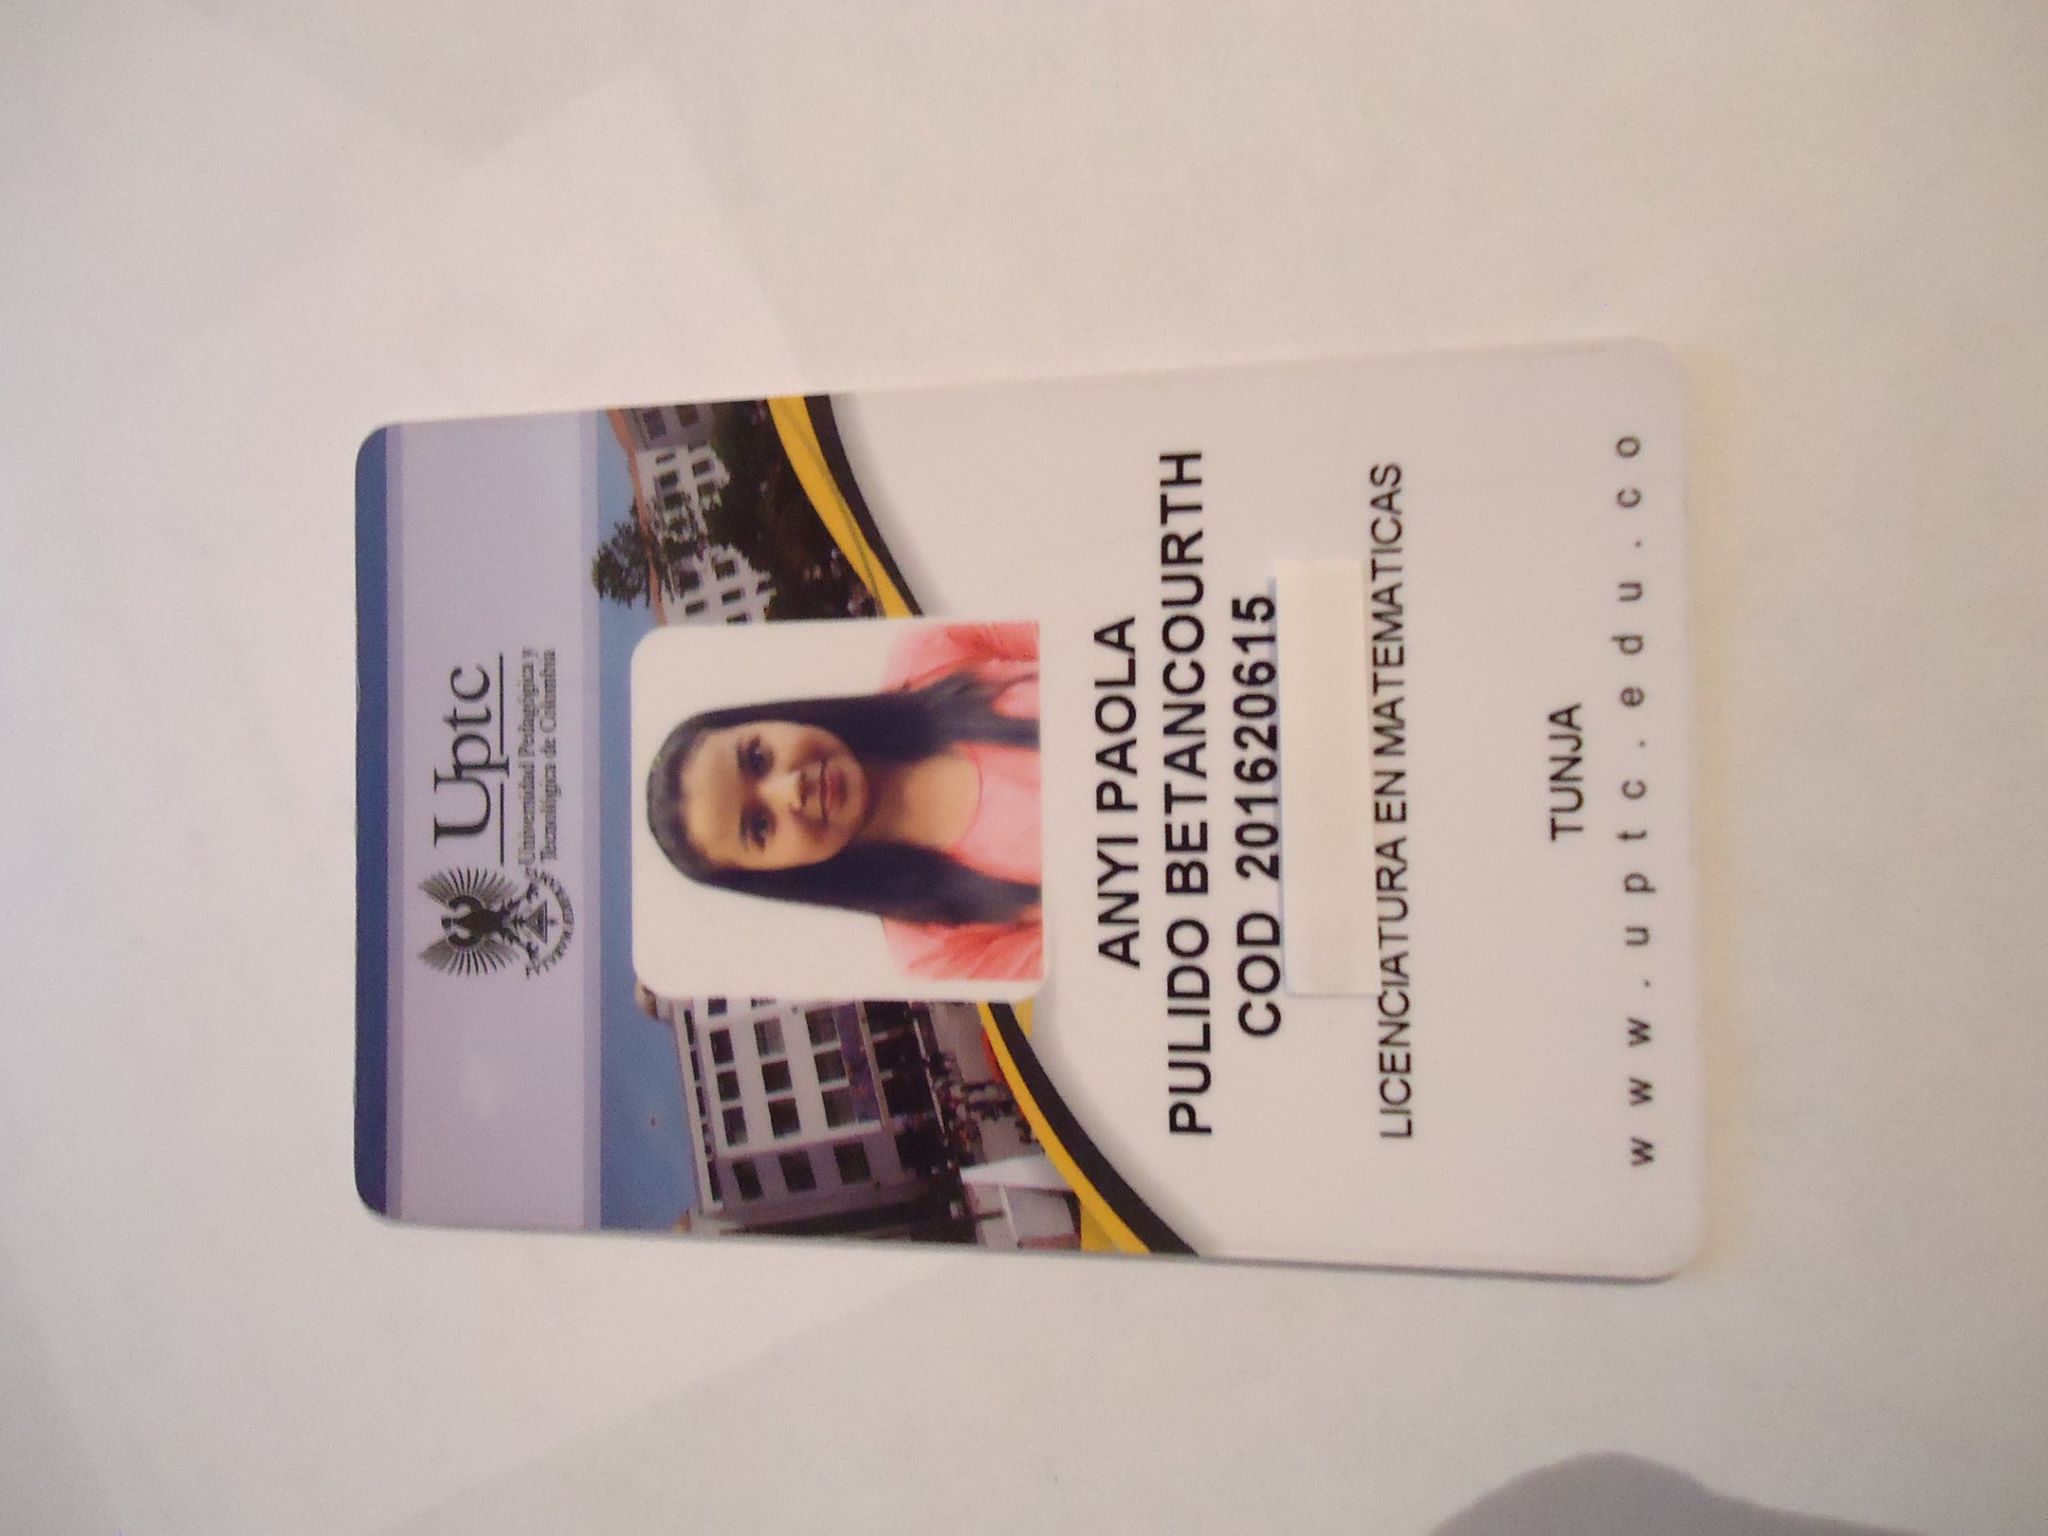 Uptc
Universidad Pedagógica y
Tecnológica de Colombia
ANYI PAOLA
PULIDO BETANCOURTH
COD 201620615
LICENCIATURA EN MATEMATICAS
TUNJA
www.uptc.edu.co